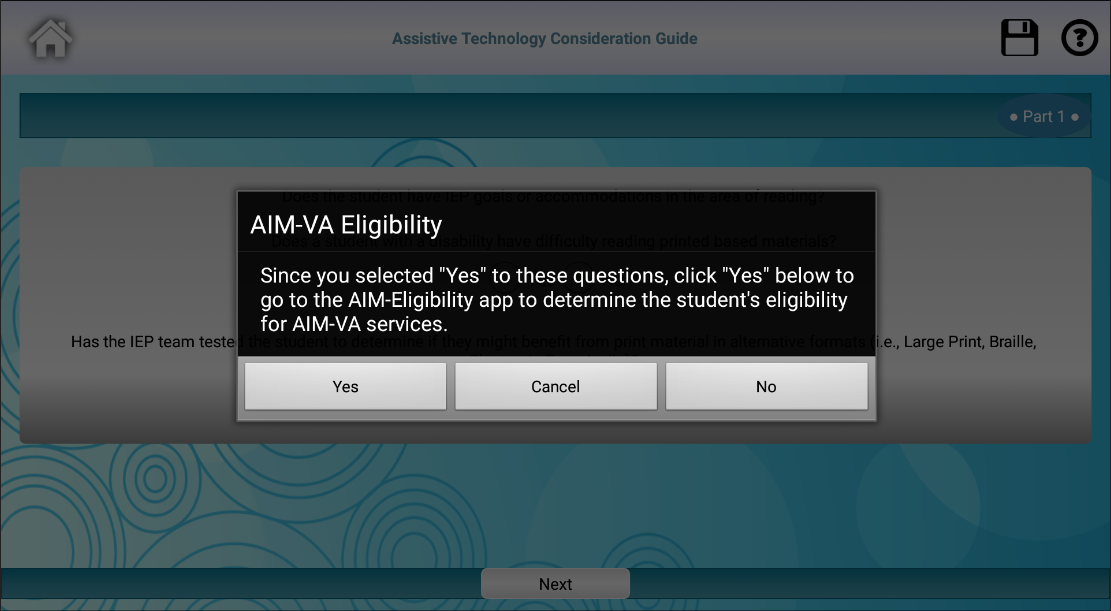 Assistive Technology Consideration Guide
• Part 1 •
Does the student have IEP goals or accommodations in the area of reading?
AIM-VA Eligibility
Does a student with a disability have difficulty reading printed based materials?
Since you selected "Yes" to these questions, click "Yes" below to
go to the AIM-Eligibility app to determine the student's eligibility
for AIM-VA services.
Has the IEP team tested the student to determine if they might benefit from print material in alternative formats (i.e., Large Print, Braille,
Yes
Cancel
No
Next